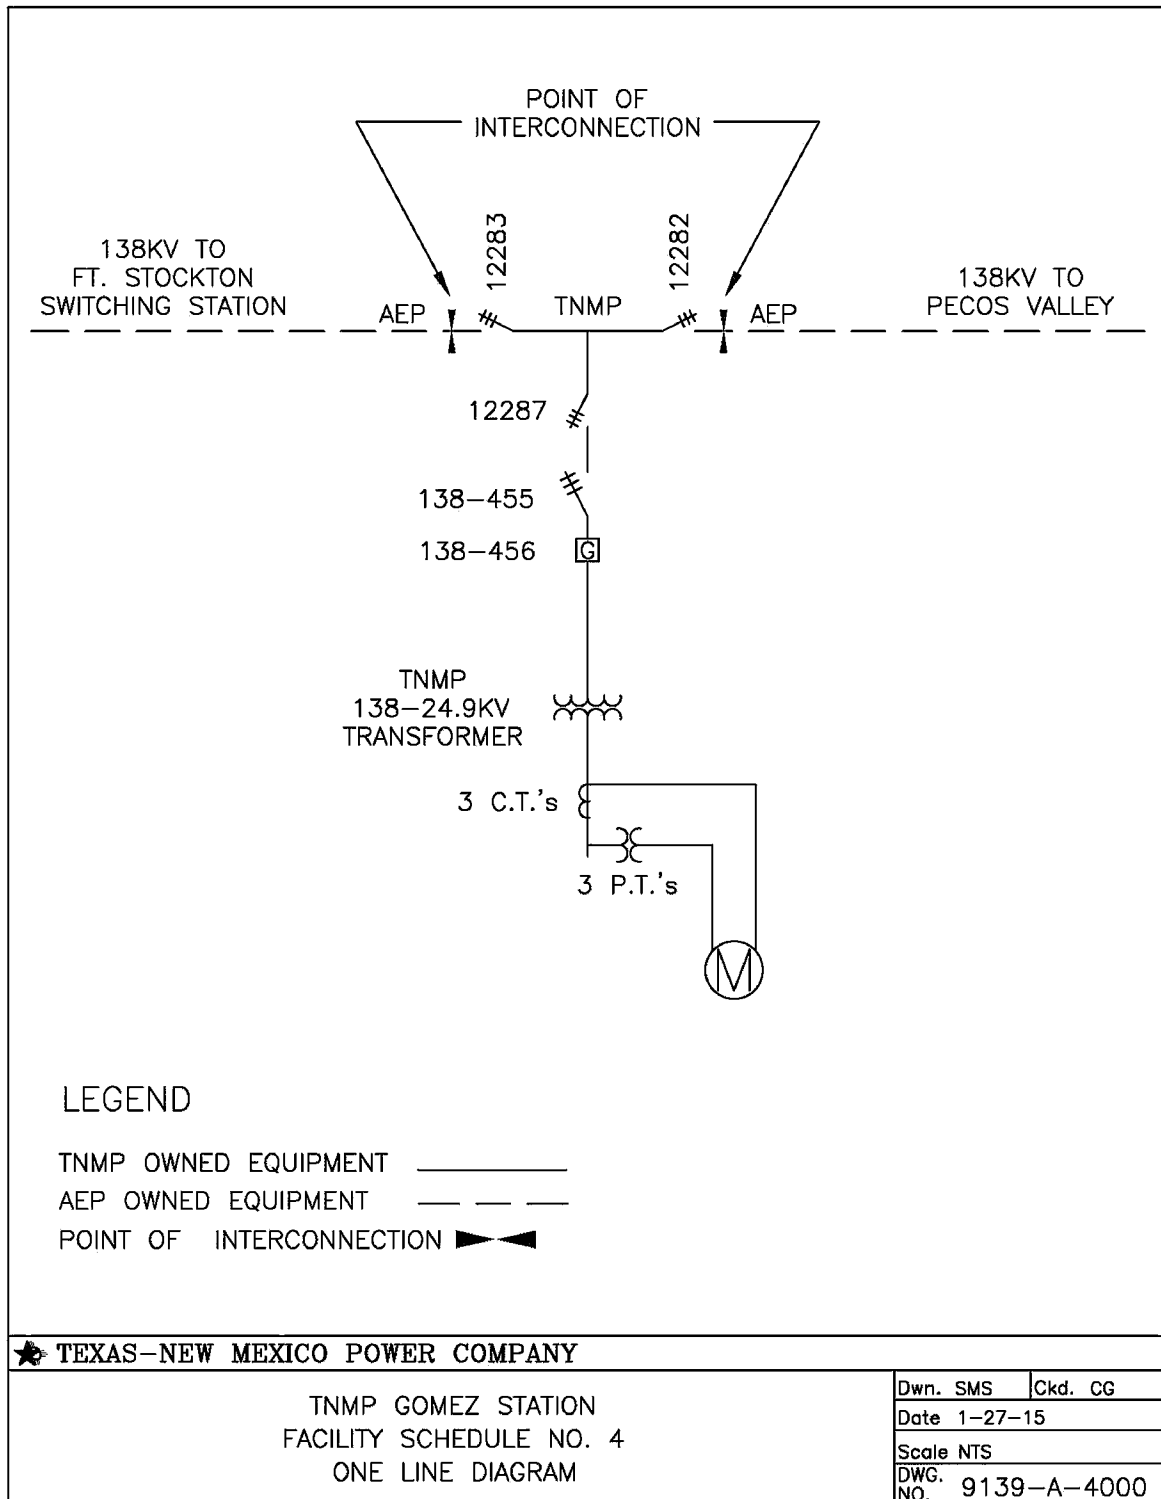 POINT OF
INTERCONNECTION
12283
12282
138KV TO
FT. STOCKTON
SWITCHING STATION
AEP
TNMP
AEP
138KV TO
PECOS VALLEY
12287
138-455
138-456
G
TNMP
138-24.9KV
TRANSFORMER
3 C.T.'s
3 P.T.'s
M
LEGEND
TNMP OWNED EQUIPMENT
AEP OWNED EQUIPMENT
POINT OF INTERCONNECTION
TEXAS-NEW MEXICO POWER COMPANY
TNMP GOMEZ STATION
FACILITY SCHEDULE NO. 4
ONE LINE DIAGRAM
Dwn. SMS Ckd. CG
Date 1-27-15
Scale NTS
DWG. NO. 9139-A-4000